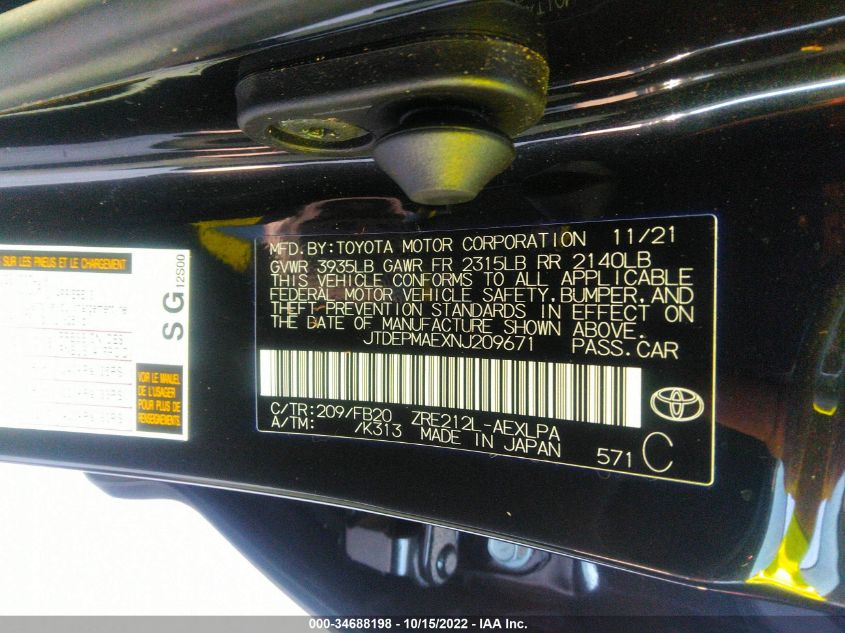 SUR LES PNEUS ET LE CHARGEMENT
SG
12S00
VOIR LE MANUEL
DE L'USAGER
POUR PLUS DE
RENSEIGNEMENTS
MFD.BY:TOYOTA MOTOR CORPORATION 11/21
GVWR 3935LB GAWR FR 2315LB RR 2140LB
THIS VEHICLE CONFORMS TO ALL APPLICABLE
FEDERAL MOTOR VEHICLE SAFETY,BUMPER,AND
THEFT PREVENTION STANDARDS IN EFFECT ON
THE DATE OF MANUFACTURE SHOWN ABOVE.
JTDEPMAEXNJ209671 PASS.CAR
C/TR:209/FB20 ZRE212L-AEXLPA
A/TM: /K313 MADE IN JAPAN
571 C
000-34688198 - 10/15/2022 - IAA Inc.